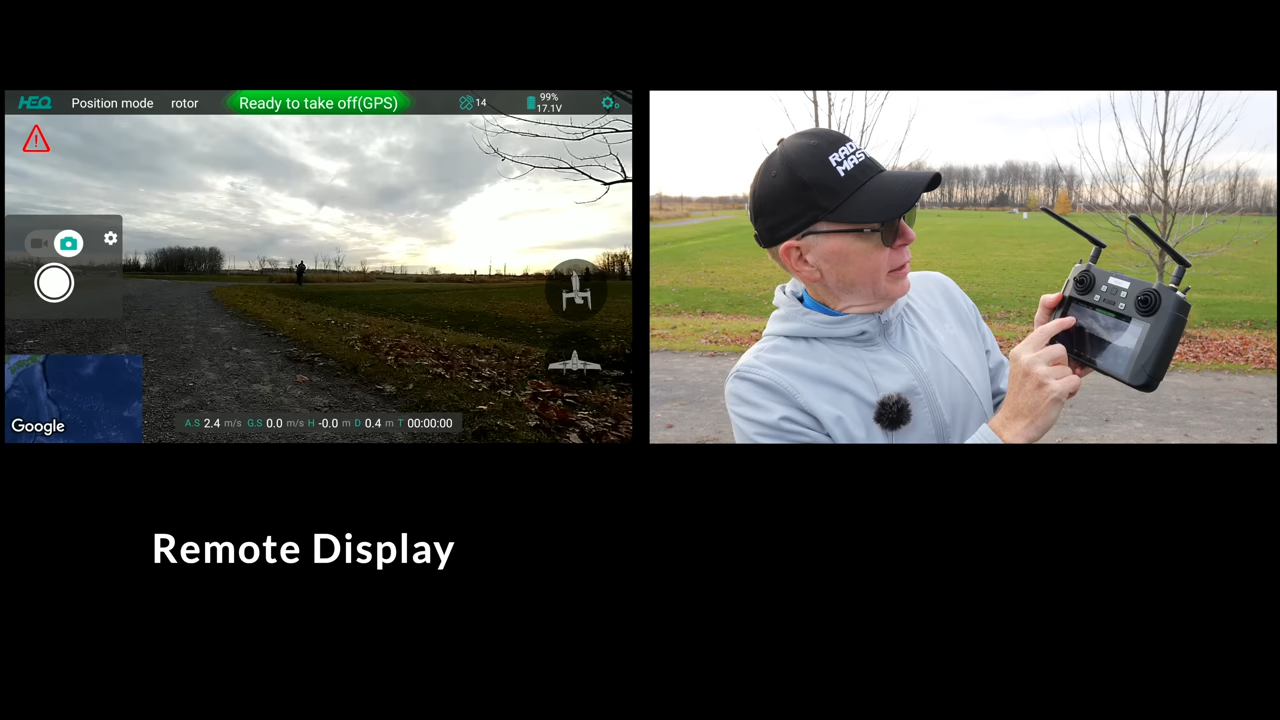 HEQ Position mode rotor Ready to take off(GPS) 14 99%
17.1V
Google
A.S 2.4 m/s G.S 0.0 m/s H -0.0 m D 0.4 m T 00:00:00
RADIO
MAST
Remote Display